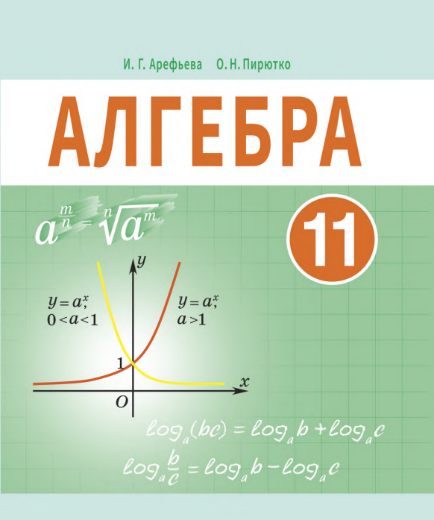 И. Г. Арефьева О. Н. Пирютко
АЛГЕБРА
a^(m/n) = ⁿ√(a^m)
11
y
y = a^x, y = a^x,
0 < a < 1 a > 1
1
O x
log_a(bc) = log_a b + log_a c
log_a b/c = log_a b – log_a c